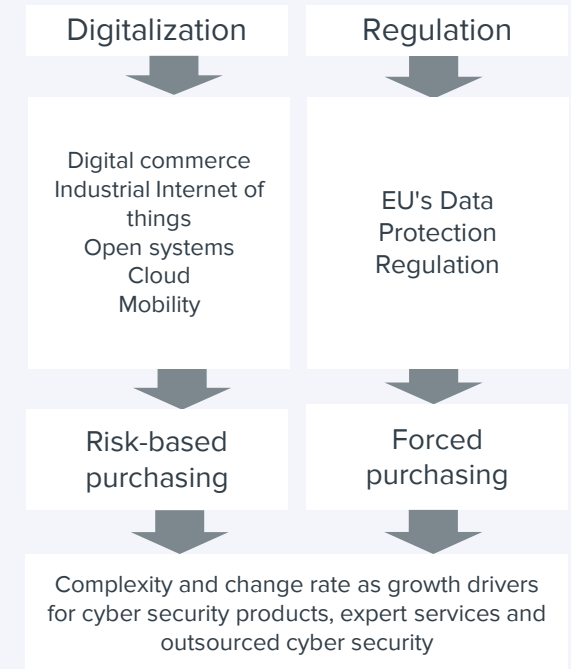 Digitalization
Regulation
Digital commerce
Industrial Internet of
things
Open systems
Cloud
Mobility
EU's Data
Protection
Regulation
Risk-based
purchasing
Forced
purchasing
Complexity and change rate as growth drivers
for cyber security products, expert services and
outsourced cyber security